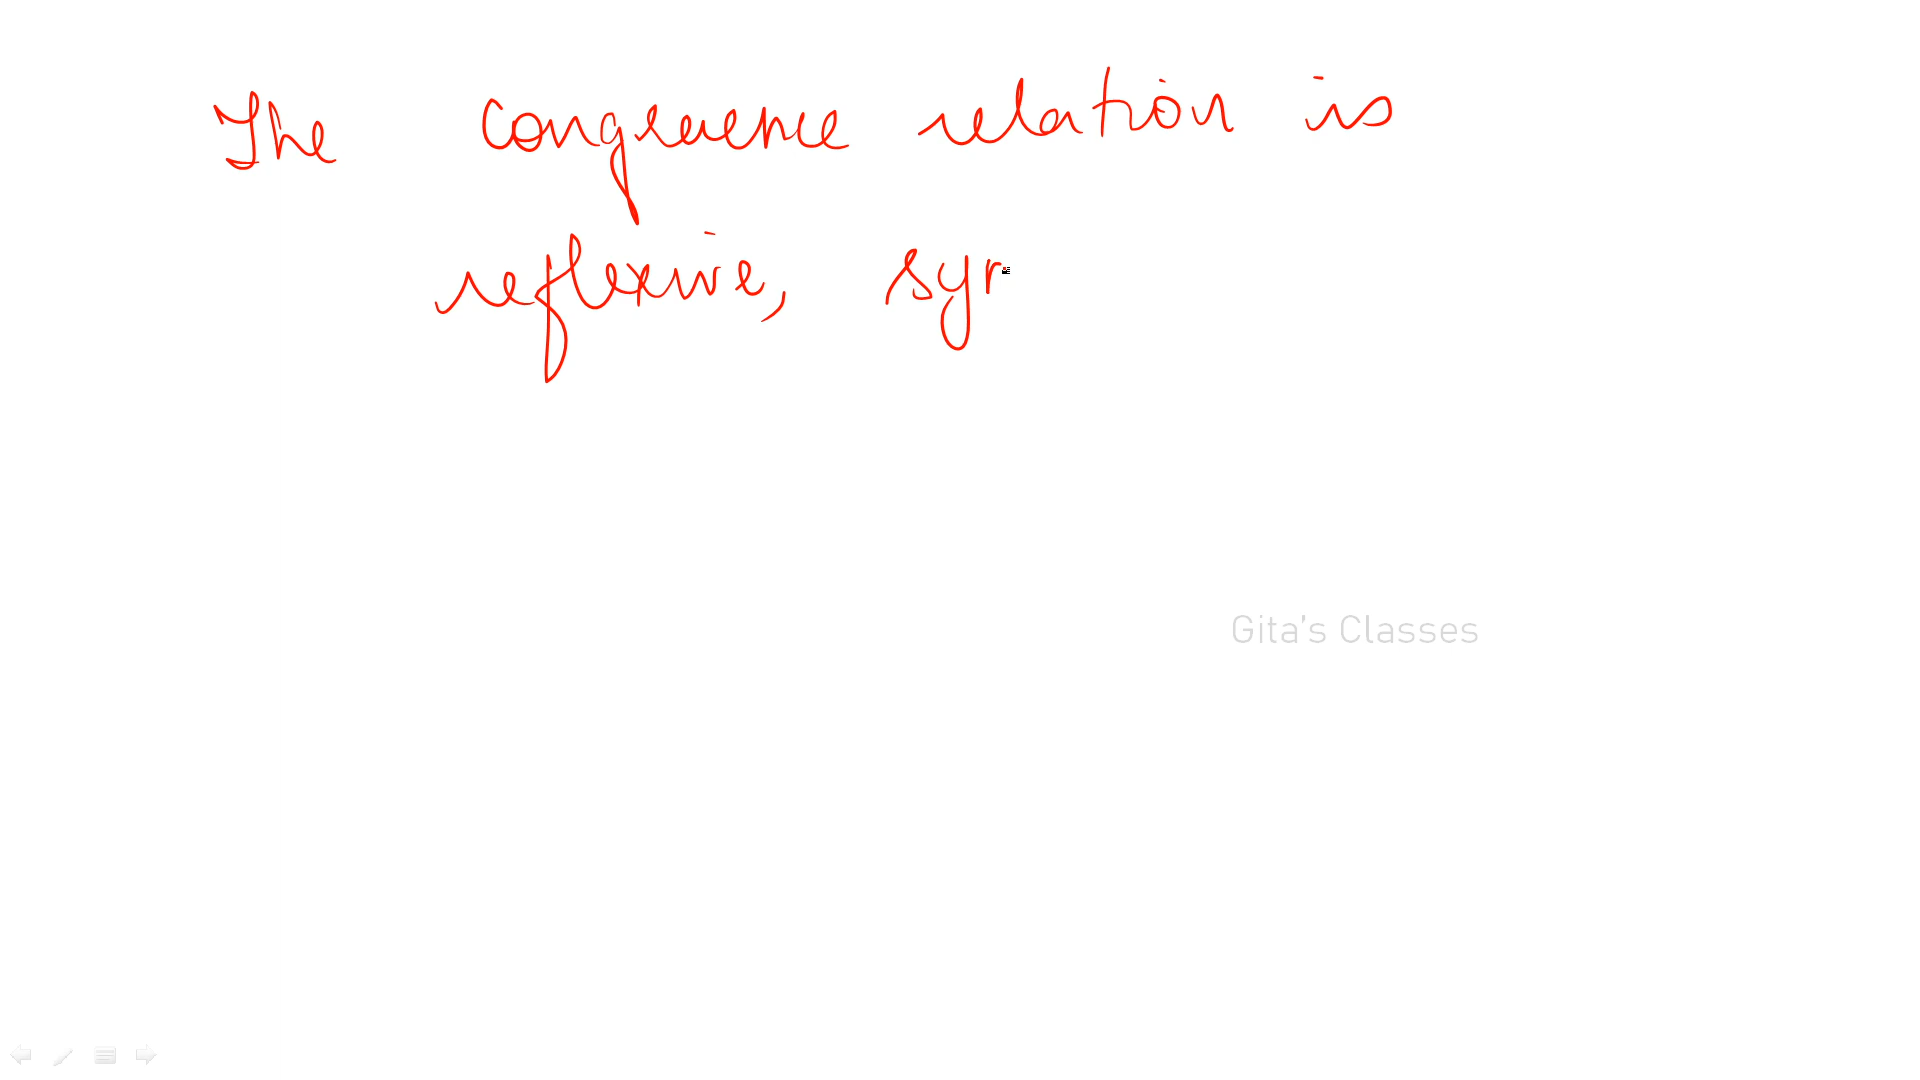 The congruence relation is
reflexive, syr
Gita's Classes